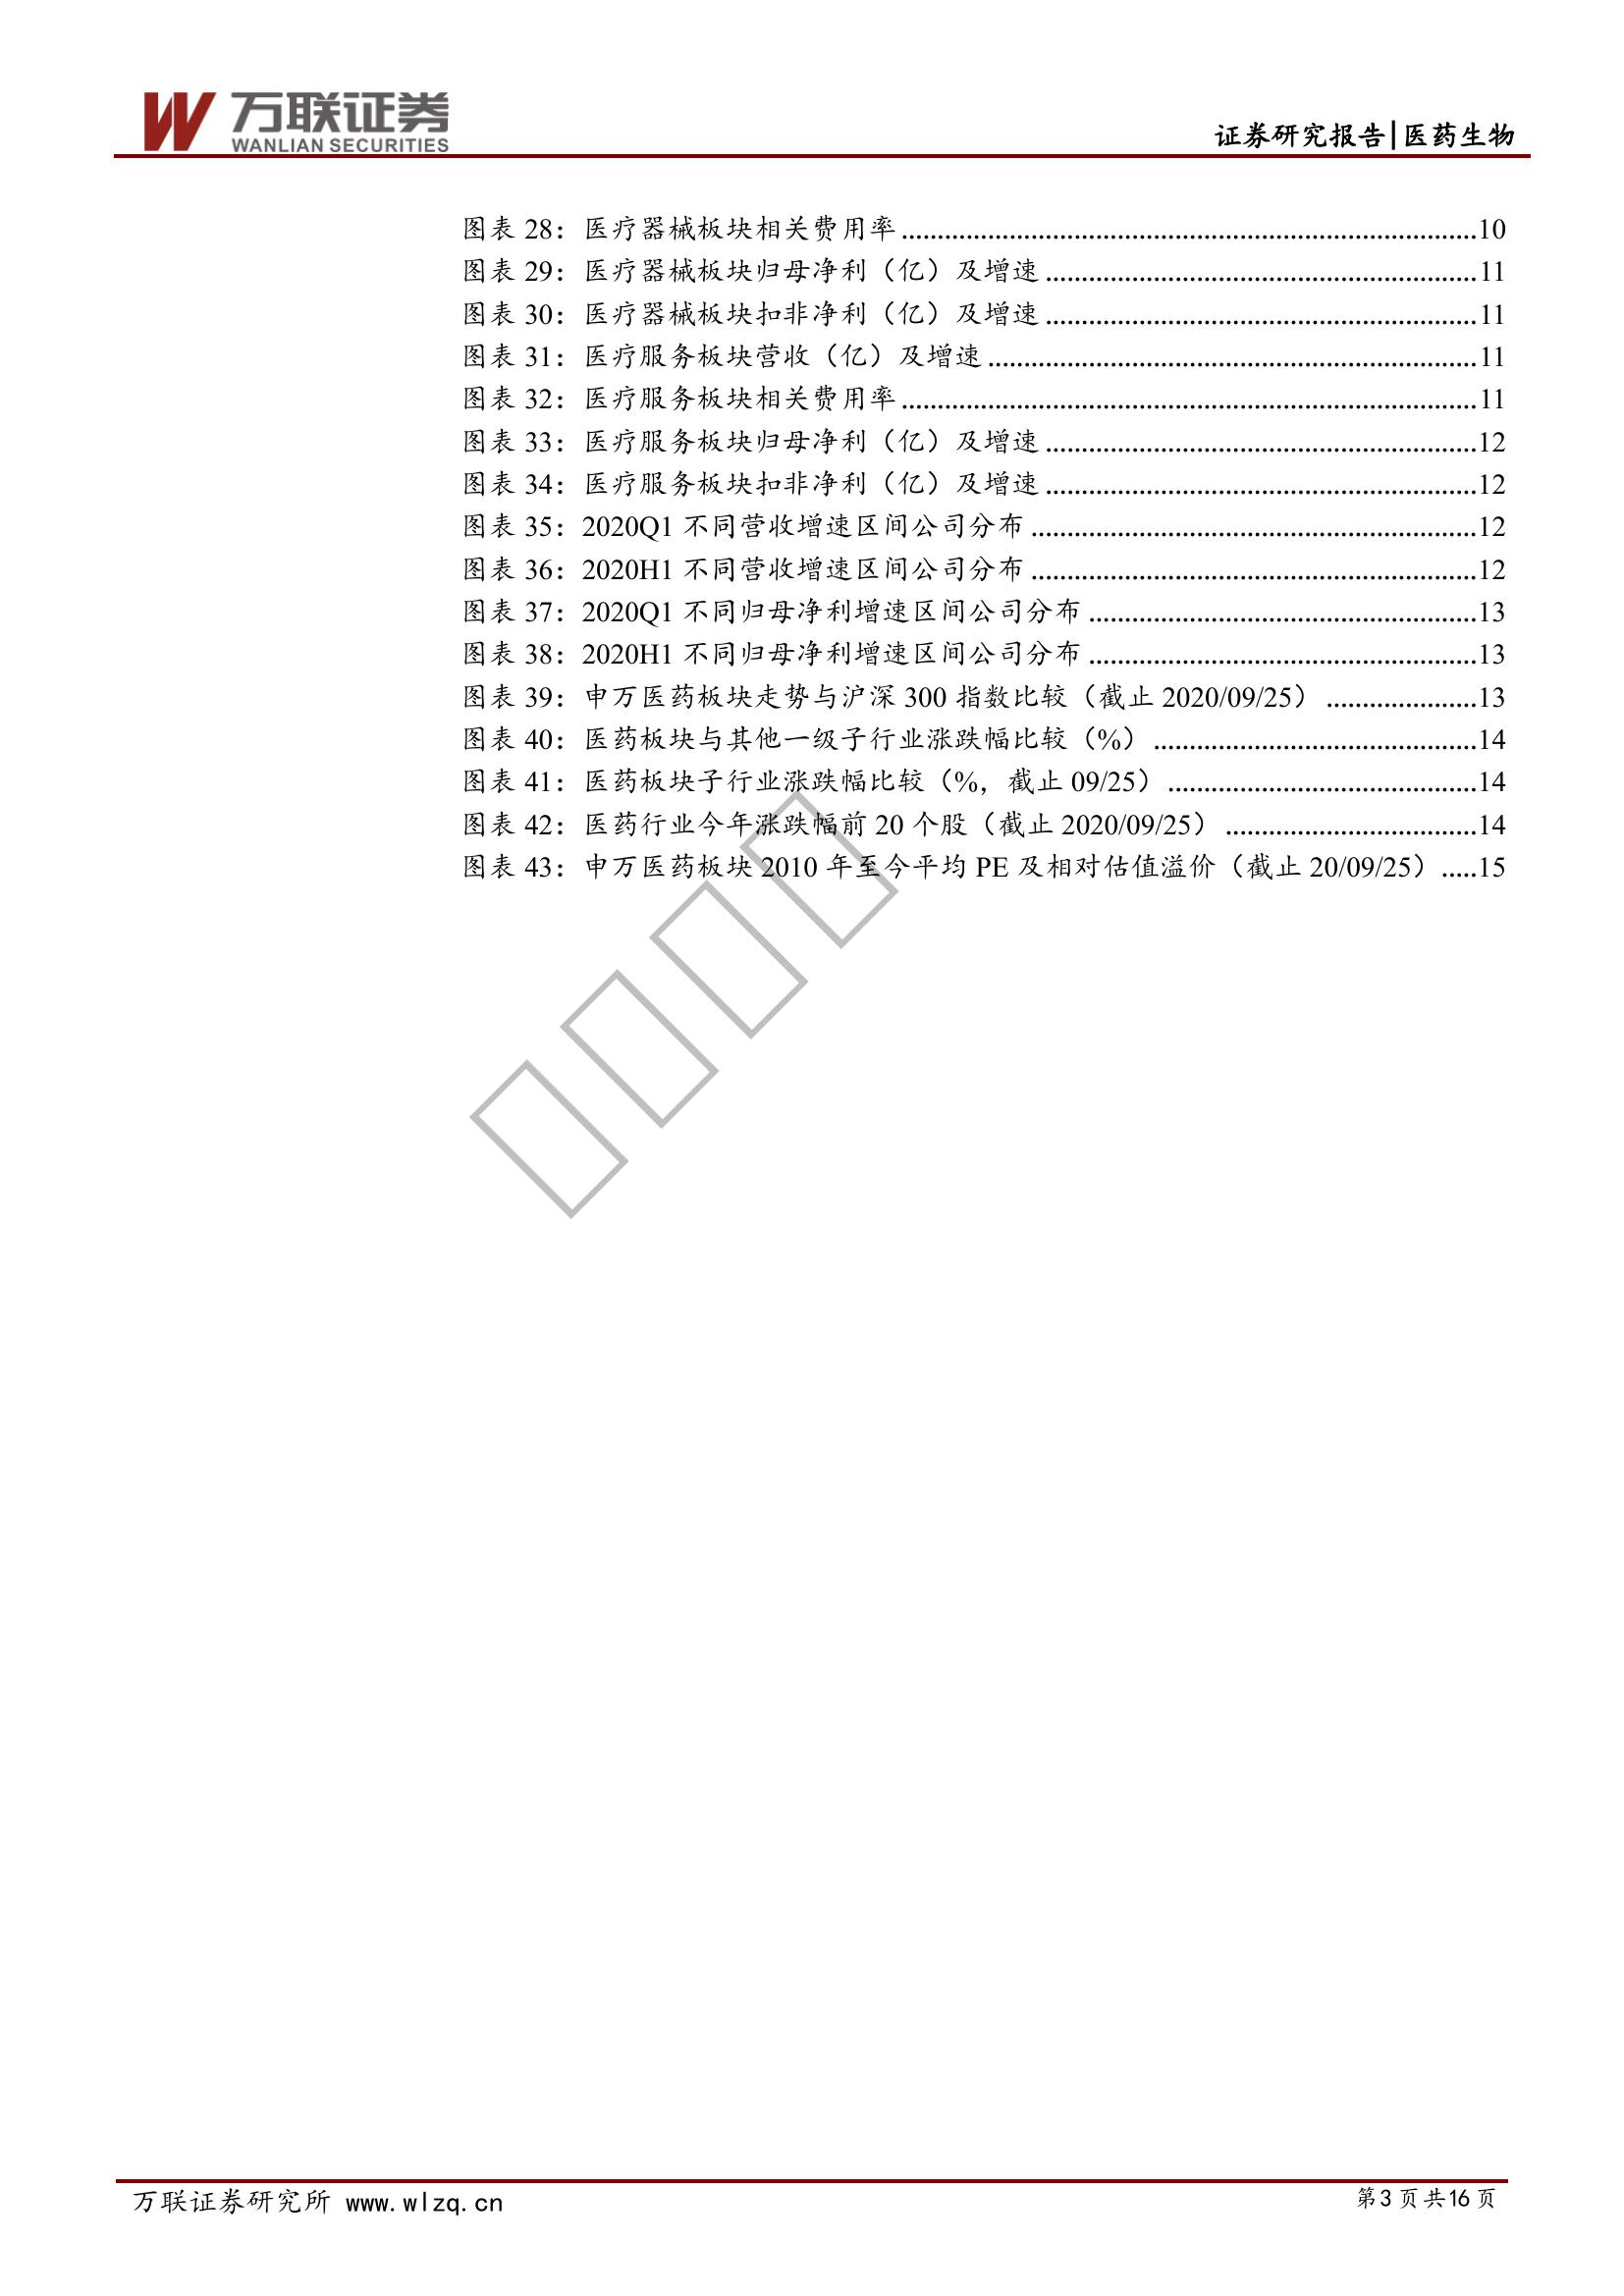 万联证券
WANLIAN SECURITIES
证券研究报告|医药生物
图表 28：医疗器械板块相关费用率................................................................................10
图表 29：医疗器械板块归母净利（亿）及增速............................................................11
图表 30：医疗器械板块扣非净利（亿）及增速............................................................11
图表 31：医疗服务板块营收（亿）及增速....................................................................11
图表 32：医疗服务板块相关费用率................................................................................11
图表 33：医疗服务板块归母净利（亿）及增速............................................................12
图表 34：医疗服务板块扣非净利（亿）及增速............................................................12
图表 35：2020Q1 不同营收增速区间公司分布..............................................................12
图表 36：2020H1 不同营收增速区间公司分布..............................................................12
图表 37：2020Q1 不同归母净利增速区间公司分布......................................................13
图表 38：2020H1 不同归母净利增速区间公司分布......................................................13
图表 39：申万医药板块走势与沪深 300 指数比较（截止 2020/09/25）.....................13
图表 40：医药板块与其他一级子行业涨跌幅比较（%）.............................................14
图表 41：医药板块子行业涨跌幅比较（%，截止 09/25）...........................................14
图表 42：医药行业今年涨跌幅前 20 个股（截止 2020/09/25）...................................14
图表 43：申万医药板块 2010 年至今平均 PE 及相对估值溢价（截止 20/09/25）.....15
万联证券研究所 www.wlzq.cn
第3页共16页